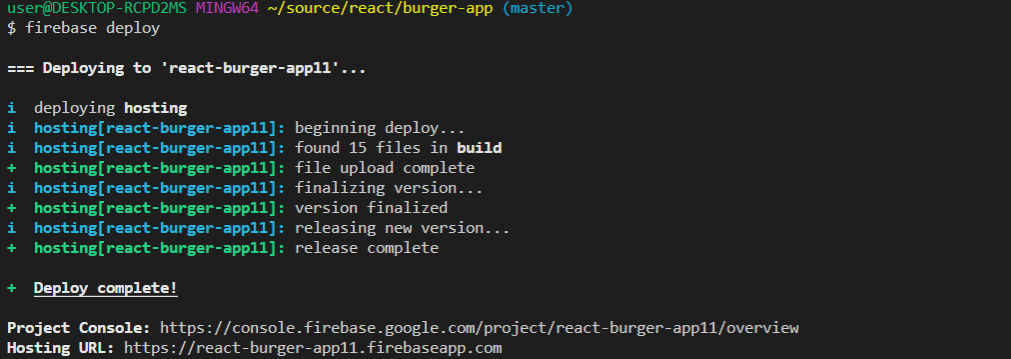 user@DESKTOP-RCPD2MS MINGW64 ~/source/react/burger-app (master)
$ firebase deploy
=== Deploying to 'react-burger-app11'...
i  deploying hosting
i  hosting[react-burger-app11]: beginning deploy...
i  hosting[react-burger-app11]: found 15 files in build
+  hosting[react-burger-app11]: file upload complete
i  hosting[react-burger-app11]: finalizing version...
+  hosting[react-burger-app11]: version finalized
i  hosting[react-burger-app11]: releasing new version...
+  hosting[react-burger-app11]: release complete
+  Deploy complete!
Project Console: https://console.firebase.google.com/project/react-burger-app11/overview
Hosting URL: https://react-burger-app11.firebaseapp.com